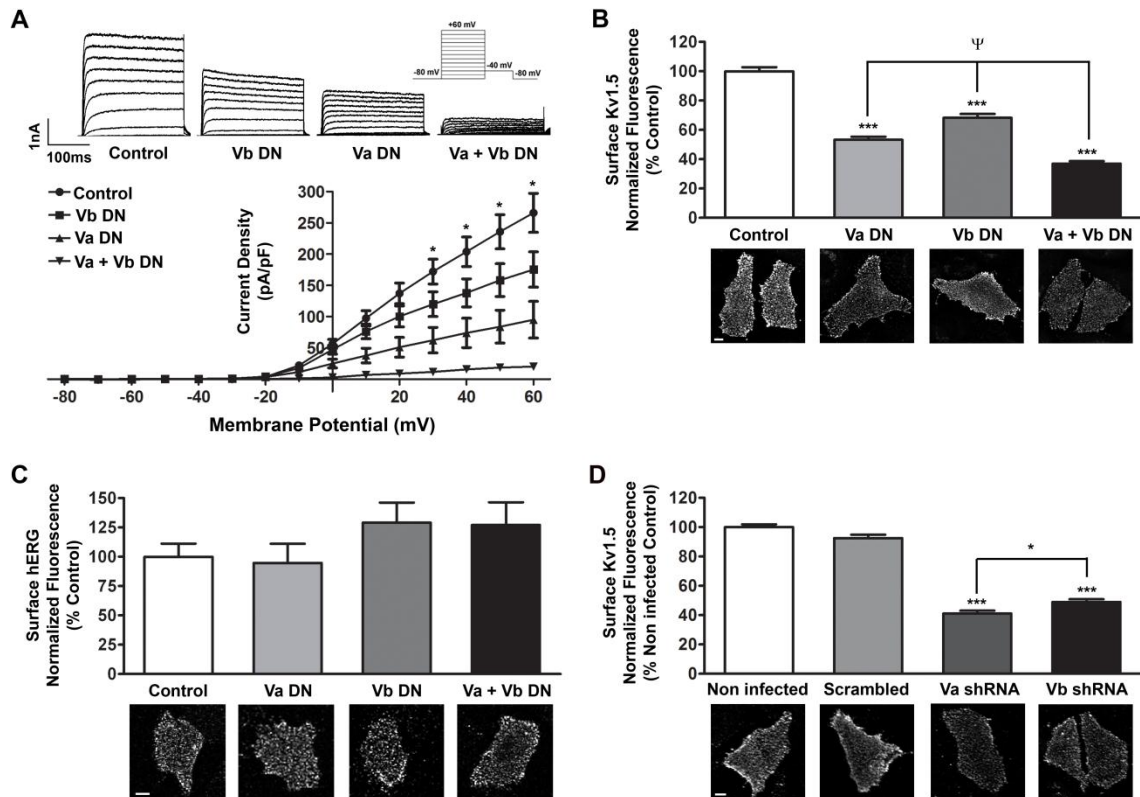 A
+60 mV
-80 mV
-40 mV
-80 mV
1nA
100ms
Control
Vb DN
Va DN
Va + Vb DN
Control
Vb DN
Va DN
Va + Vb DN
Current Density
(pA/pF)
300
250
200
150
100
50
* * * *
-80 -60 -40 -20 20 40 60
Membrane Potential (mV)
B
Surface Kv1.5
Normalized Fluorescence
(% Control)
120
100
80
60
40
20
0
Ψ
***
***
***
Control
Va DN
Vb DN
Va + Vb DN
C
Surface hERG
Normalized Fluorescence
(% Control)
150
125
100
75
50
25
0
Control
Va DN
Vb DN
Va + Vb DN
D
Surface Kv1.5
Normalized Fluorescence
(% Non infected Control)
120
100
80
60
40
20
0
*
***
***
Non infected
Scrambled
Va shRNA
Vb shRNA